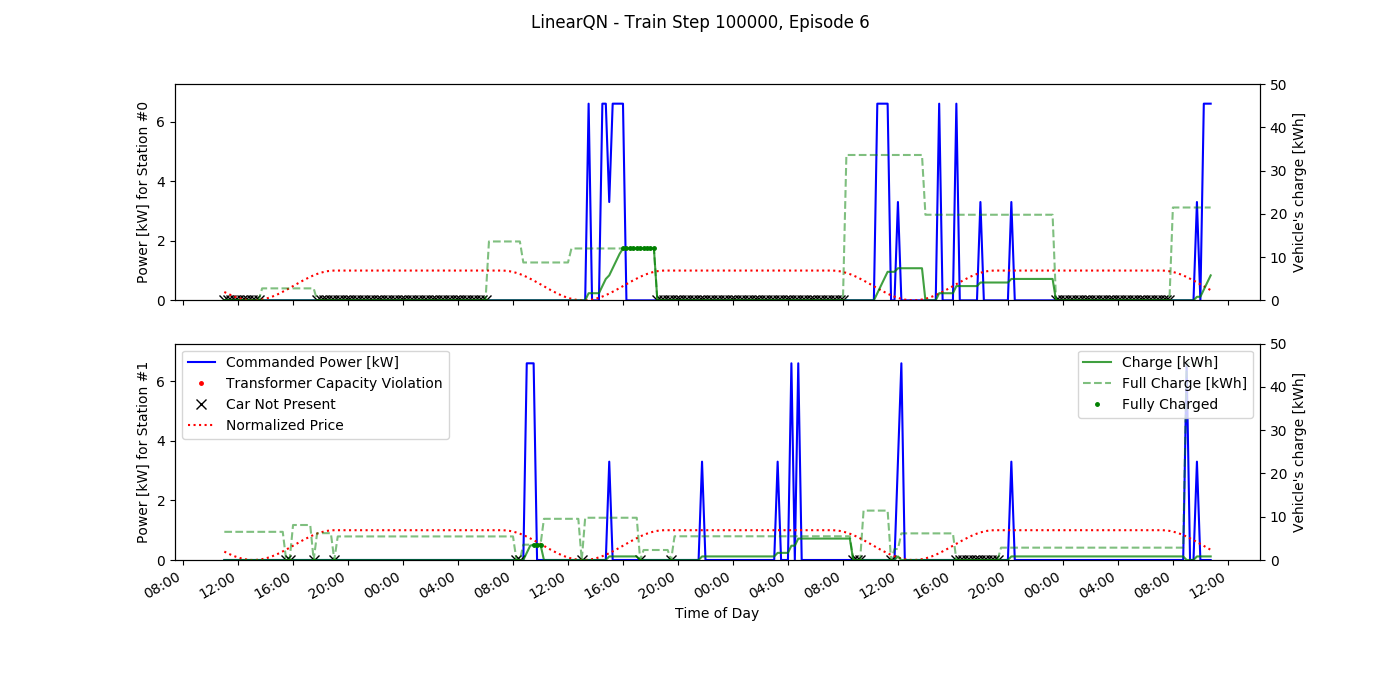 LinearQN - Train Step 100000, Episode 6
Power [kW] for Station #0
0
2
4
6
0
10
20
30
40
50
Vehicle's charge [kWh]
Power [kW] for Station #1
0
2
4
6
Commanded Power [kW]
Transformer Capacity Violation
Car Not Present
Normalized Price
Charge [kWh]
Full Charge [kWh]
Fully Charged
0
10
20
30
40
50
Vehicle's charge [kWh]
08:00 12:00 16:00 20:00 00:00 04:00 08:00 12:00 16:00 20:00 00:00 04:00 08:00 12:00 16:00 20:00 00:00 04:00 08:00 12:00
Time of Day